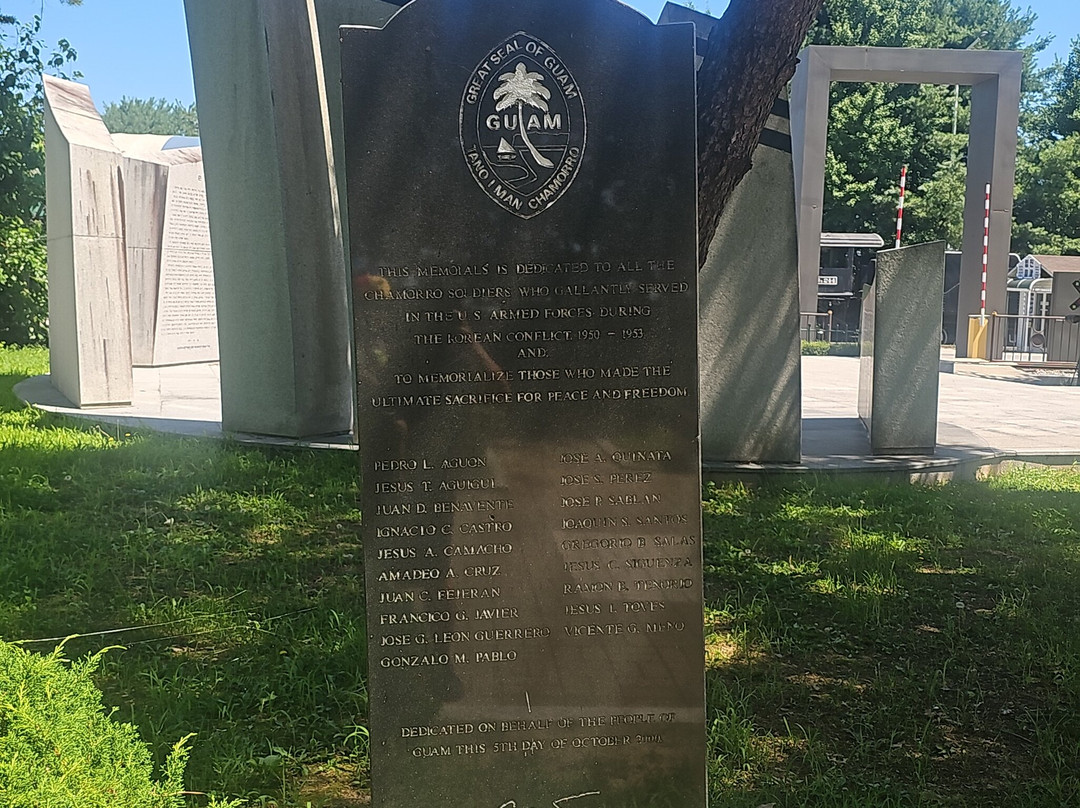 GREAT SEAL OF GUAM
GUAM
TANO I MAN CHAMORRO
THIS MEMOIALS IS DEDICATED TO ALL THE
CHAMORRO SOLDIERS WHO GALLANTLY SERVED
IN THE U.S. ARMED FORCES DURING
THE KOREAN CONFLICT 1950 - 1953
AND.
TO MEMORIALIZE THOSE WHO MADE THE
ULTIMATE SACRIFICE FOR PEACE AND FREEDOM.
PEDRO L. AGUON
JESUS T. AGUIGUI
JUAN D. BENAVENTE
IGNACIO C. CASTRO
JESUS A. CAMACHO
AMADEO A. CRUZ
JUAN C. FEJERAN
FRANCICO G. JAVIER
JOSE G. LEON GUERRERO
GONZALO M. PABLO
JOSE A. QUINATA
JOSE S. PEREZ
JOSE P. SABLAN
JOAQUIN S. SANTOS
GREGORIO B. SALAS
JESUS C. SIGUENZA
RAMON TENORIO
JESUS TOVES
VICENTE G. MENO
DEDICATED ON BEHALF OF THE PEOPLE OF
GUAM THIS 5TH DAY OF OCTOBER 2000.